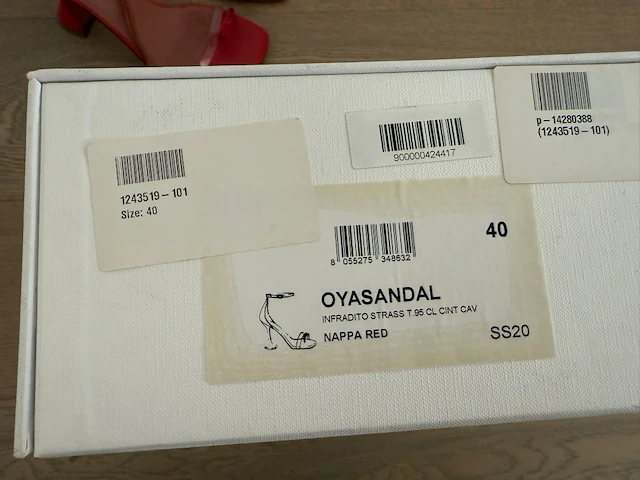 p-14280388
(1243519-101)
900000424417
1243519-101
Size: 40
8 055275 348632
40
OYASANDAL
INFRADITO STRASS T.95 CL CINT CAV
NAPPA RED
SS20